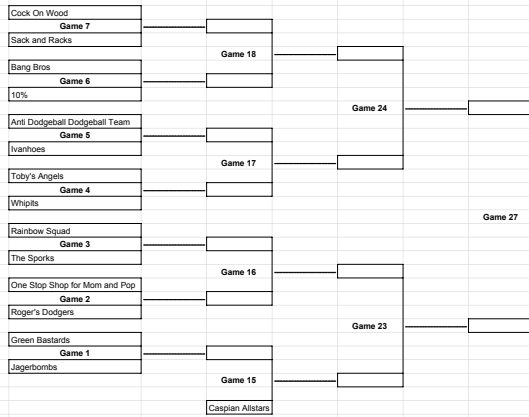 Cock On Wood
Game 7
Sack and Racks
Game 18
Bang Bros
Game 6
10%
Game 24
Anti Dodgeball Dodgeball Team
Game 5
Ivanhoes
Game 17
Toby's Angels
Game 4
Whipits
Game 27
Rainbow Squad
Game 3
The Sporks
Game 16
One Stop Shop for Mom and Pop
Game 2
Roger's Dodgers
Game 23
Green Bastards
Game 1
Jagerbombs
Game 15
Caspian Allstars